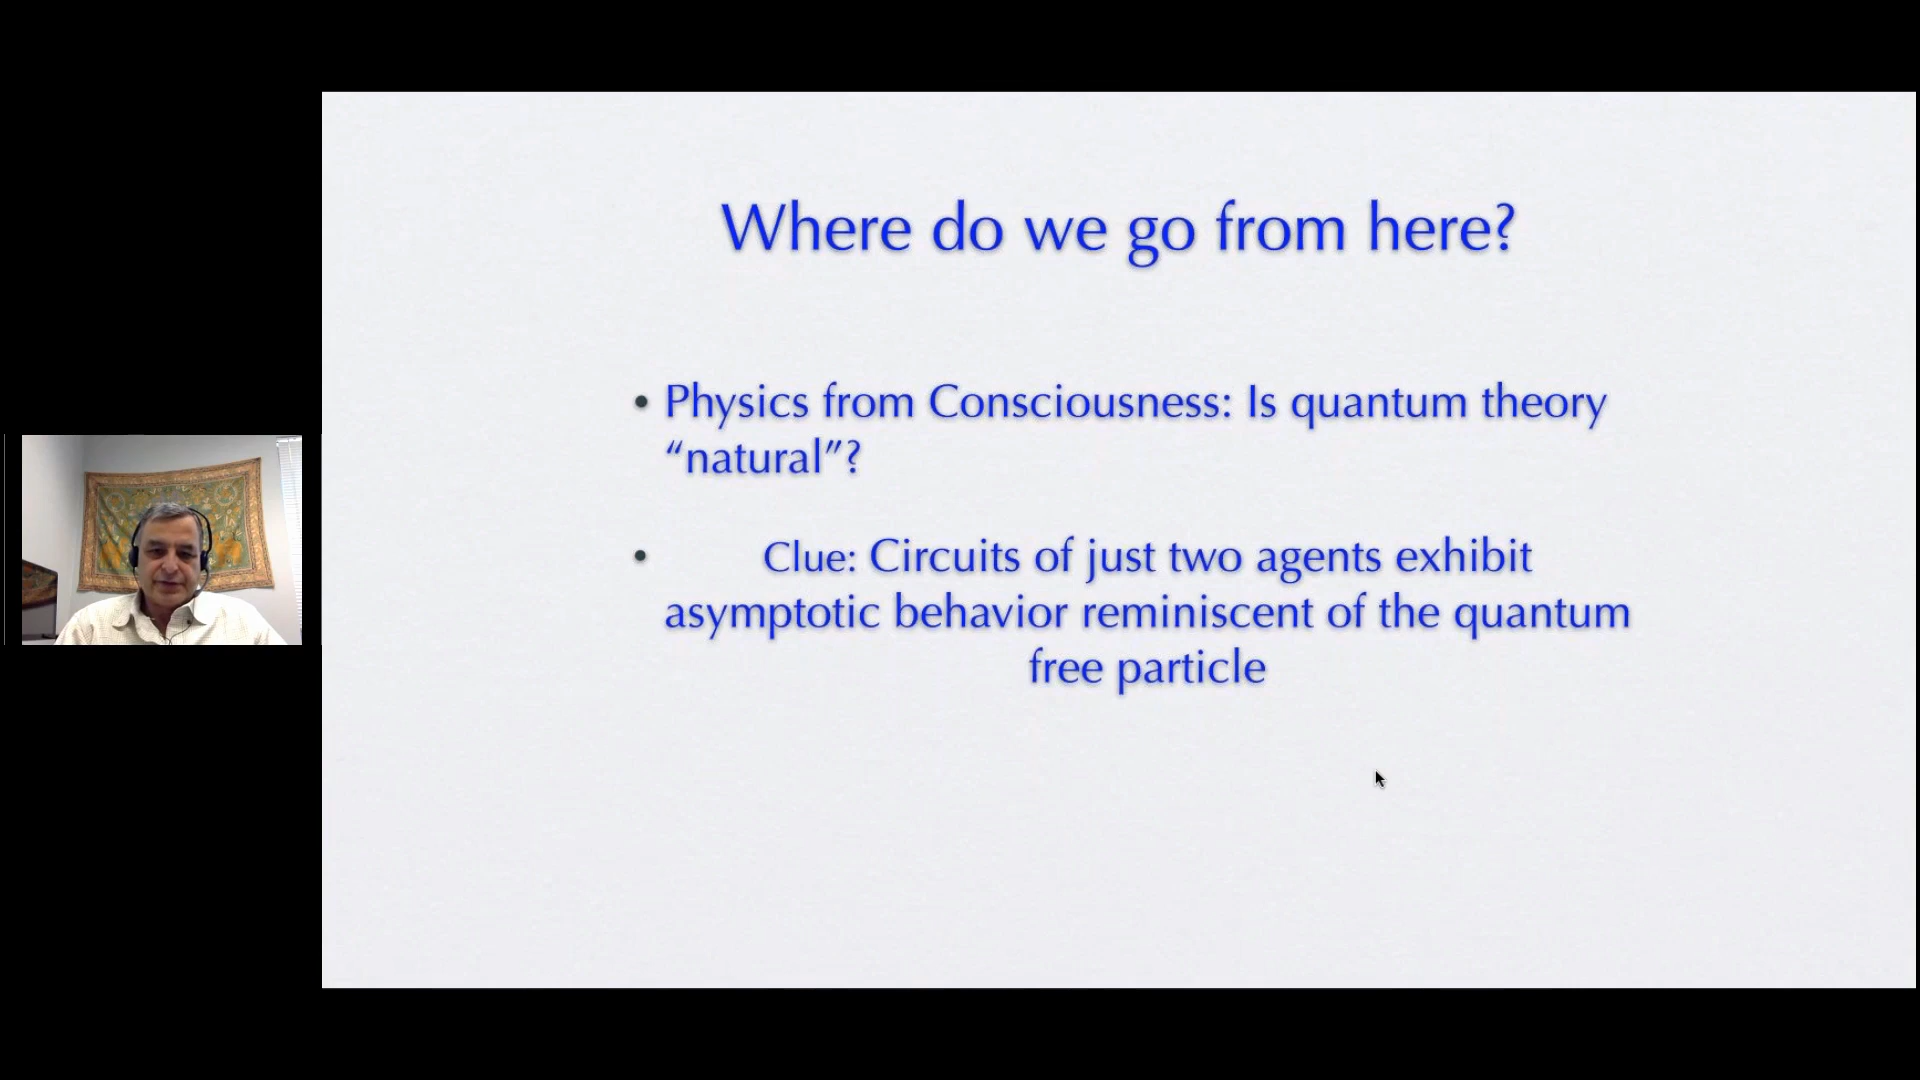 Where do we go from here?
• Physics from Consciousness: Is quantum theory
“natural”?
• Clue: Circuits of just two agents exhibit
asymptotic behavior reminiscent of the quantum
free particle